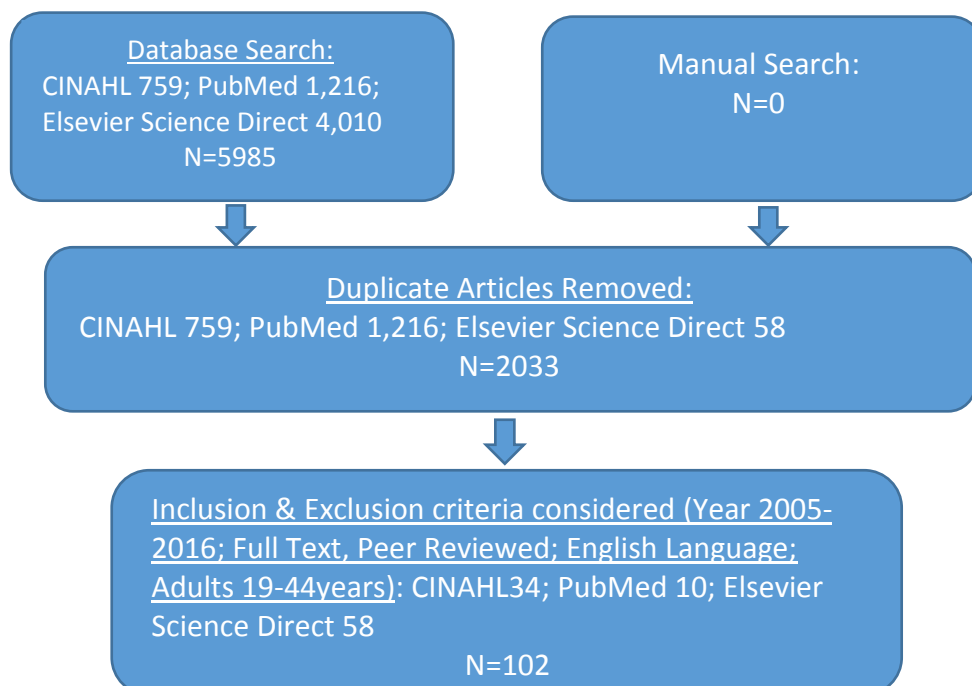 Database Search:
CINAHL 759; PubMed 1,216;
Elsevier Science Direct 4,010
N=5985
Manual Search:
N=0
Duplicate Articles Removed:
CINAHL 759; PubMed 1,216; Elsevier Science Direct 58
N=2033
Inclusion & Exclusion criteria considered (Year 2005-
2016; Full Text, Peer Reviewed; English Language;
Adults 19-44years): CINAHL34; PubMed 10; Elsevier
Science Direct 58
N=102